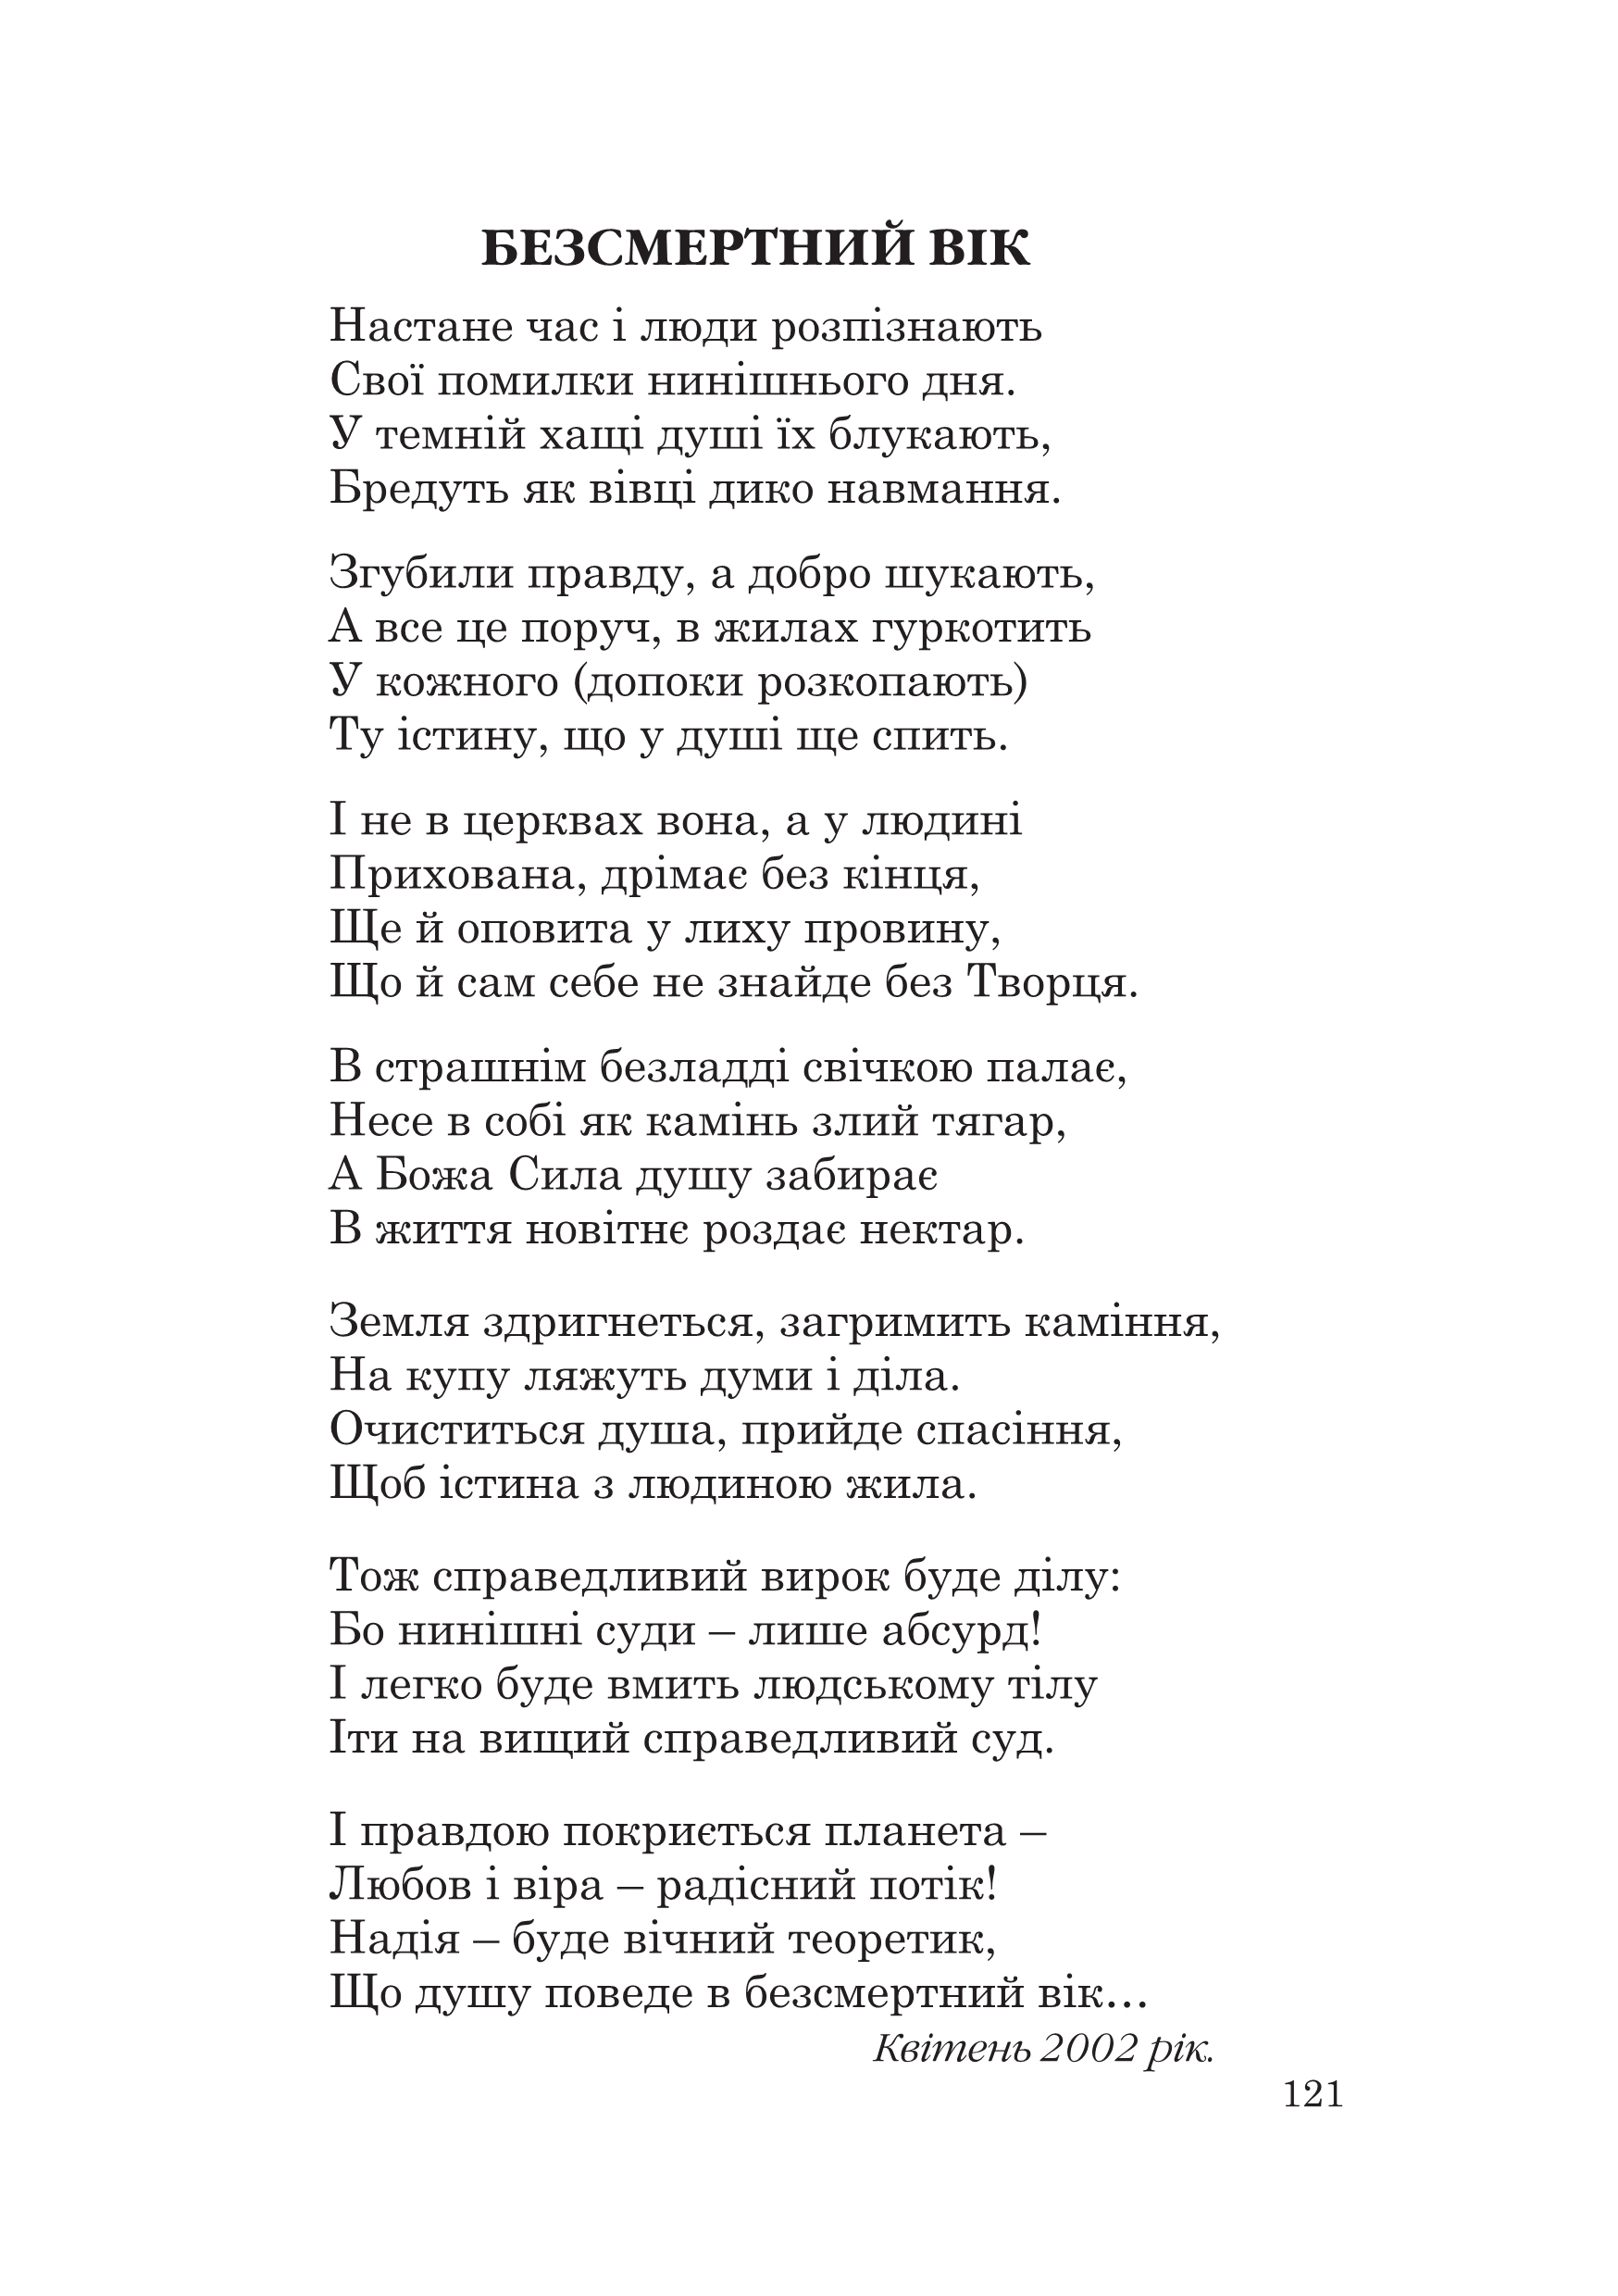 БЕЗСМЕРТНИЙ ВІК
Настане час і люди розпізнають
Свої помилки нинішнього дня.
У темній хащі душі їх блукають,
Бредуть як вівці дико навмання.
Згубили правду, а добро шукають,
А все це поруч, в жилах гуркотить
У кожного (допоки розкопають)
Ту істину, що у душі ще спить.
І не в церквах вона, а у людині
Прихована, дрімає без кінця,
Ще й оповита у лиху провину,
Що й сам себе не знайде без Творця.
В страшнім безладді свічкою палає,
Несе в собі як камінь злий тягар,
А Божа Сила душу забирає
В життя новітнє роздає нектар.
Земля здригнеться, загримить каміння,
На купу ляжуть думи і діла.
Очиститься душа, прийде спасіння,
Щоб істина з людиною жила.
Тож справедливий вирок буде ділу:
Бо нинішні суди – лише абсурд!
І легко буде вмить людському тілу
Іти на вищий справедливий суд.
І правдою покриється планета –
Любов і віра – радісний потік!
Надія – буде вічний теоретик,
Що душу поведе в безсмертний вік...
Квітень 2002 рік.
121